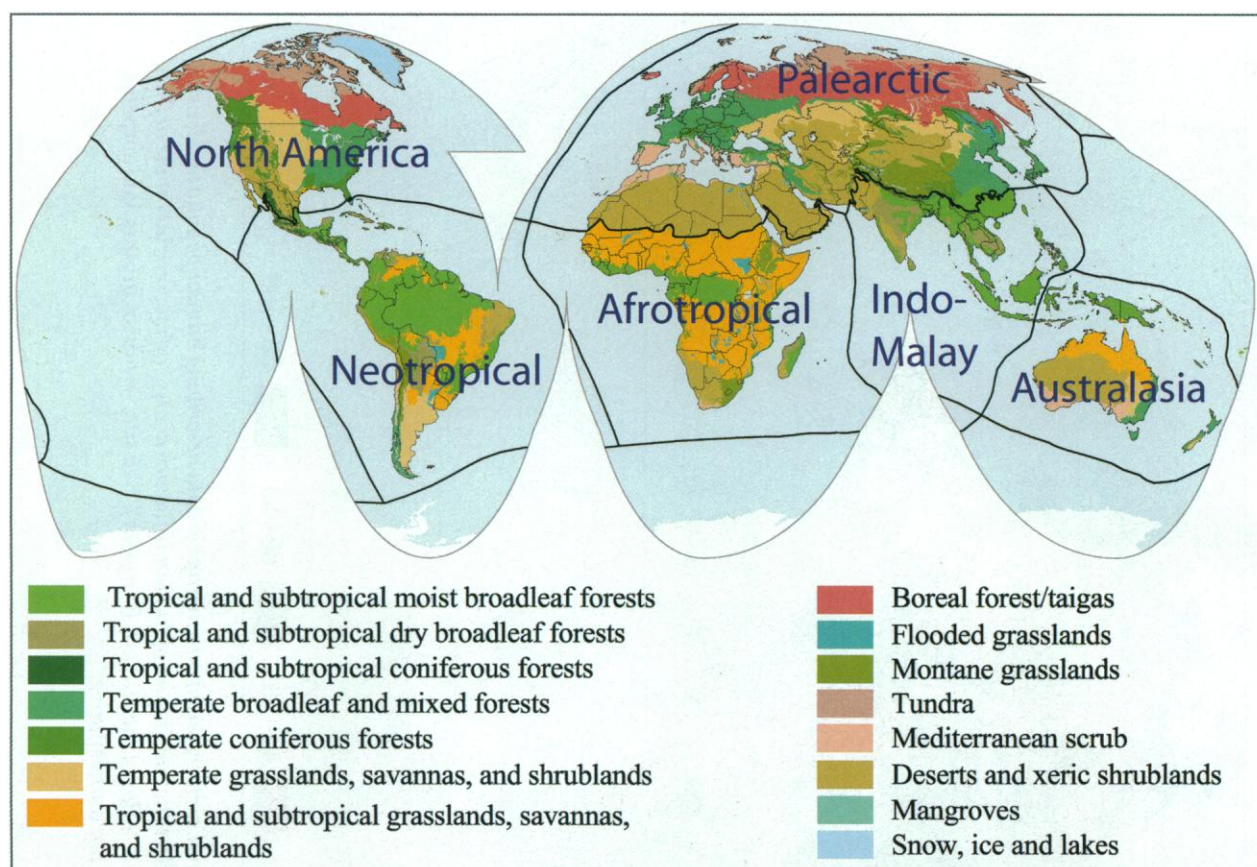 Palearctic
North America
Afrotropical
Indo-
Malay
Neotropical
Australasia
Tropical and subtropical moist broadleaf forests
Tropical and subtropical dry broadleaf forests
Tropical and subtropical coniferous forests
Temperate broadleaf and mixed forests
Temperate coniferous forests
Temperate grasslands, savannas, and shrublands
Tropical and subtropical grasslands, savannas,
and shrublands
Boreal forest/taigas
Flooded grasslands
Montane grasslands
Tundra
Mediterranean scrub
Deserts and xeric shrublands
Mangroves
Snow, ice and lakes